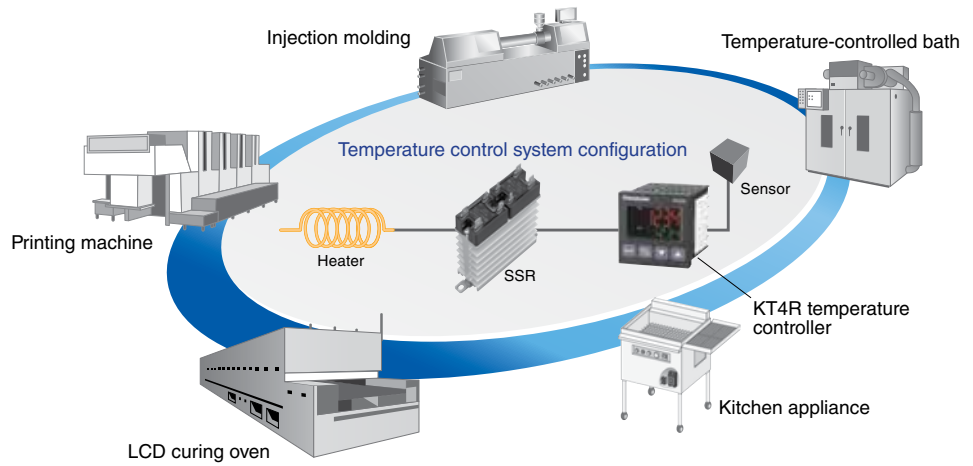 Injection molding
Temperature-controlled bath
Temperature control system configuration
Sensor
Printing machine
Heater
SSR
KT4R temperature
controller
Kitchen appliance
LCD curing oven